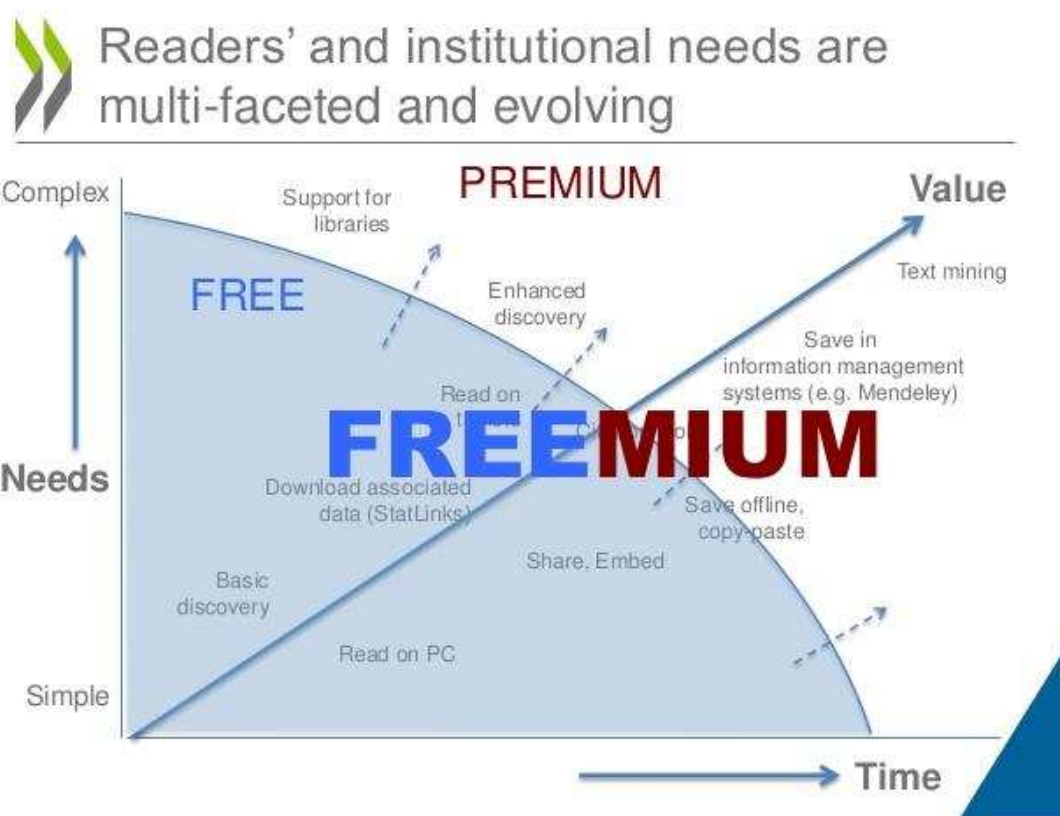 Readers’ and institutional needs are
multi-faceted and evolving
Complex
Support for
libraries
PREMIUM
Value
FREE
Enhanced
discovery
Text mining
Save in
information management
systems (e.g. Mendeley)
Read on
FREEMIUM
Needs
Download associated
data (StatLinks)
Save offline,
copy-paste
Share, Embed
Basic
discovery
Read on PC
Simple
Time